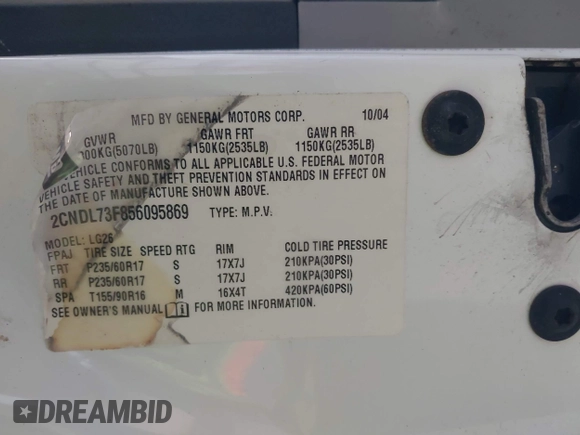 MFD BY GENERAL MOTORS CORP. 10/04
GVWR GAWR FRT GAWR RR
00KG(5070LB) 1150KG(2535LB) 1150KG(2535LB)
VEHICLE CONFORMS TO ALL APPLICABLE U.S. FEDERAL MOTOR
VEHICLE SAFETY AND THEFT PREVENTION STANDARDS IN EFFECT ON
THE DATE OF MANUFACTURE SHOWN ABOVE.
2CNDL73F856095869 TYPE: M.P.V.
MODEL: LG26
FPAJ TIRE SIZE SPEED RTG RIM COLD TIRE PRESSURE
FRT P235/60R17 S 17X7J 210KPA(30PSI)
RR P235/60R17 S 17X7J 210KPA(30PSI)
SPA T155/90R16 M 16X4T 420KPA(60PSI)
SEE OWNER'S MANUAL FOR MORE INFORMATION.
DREAMBID